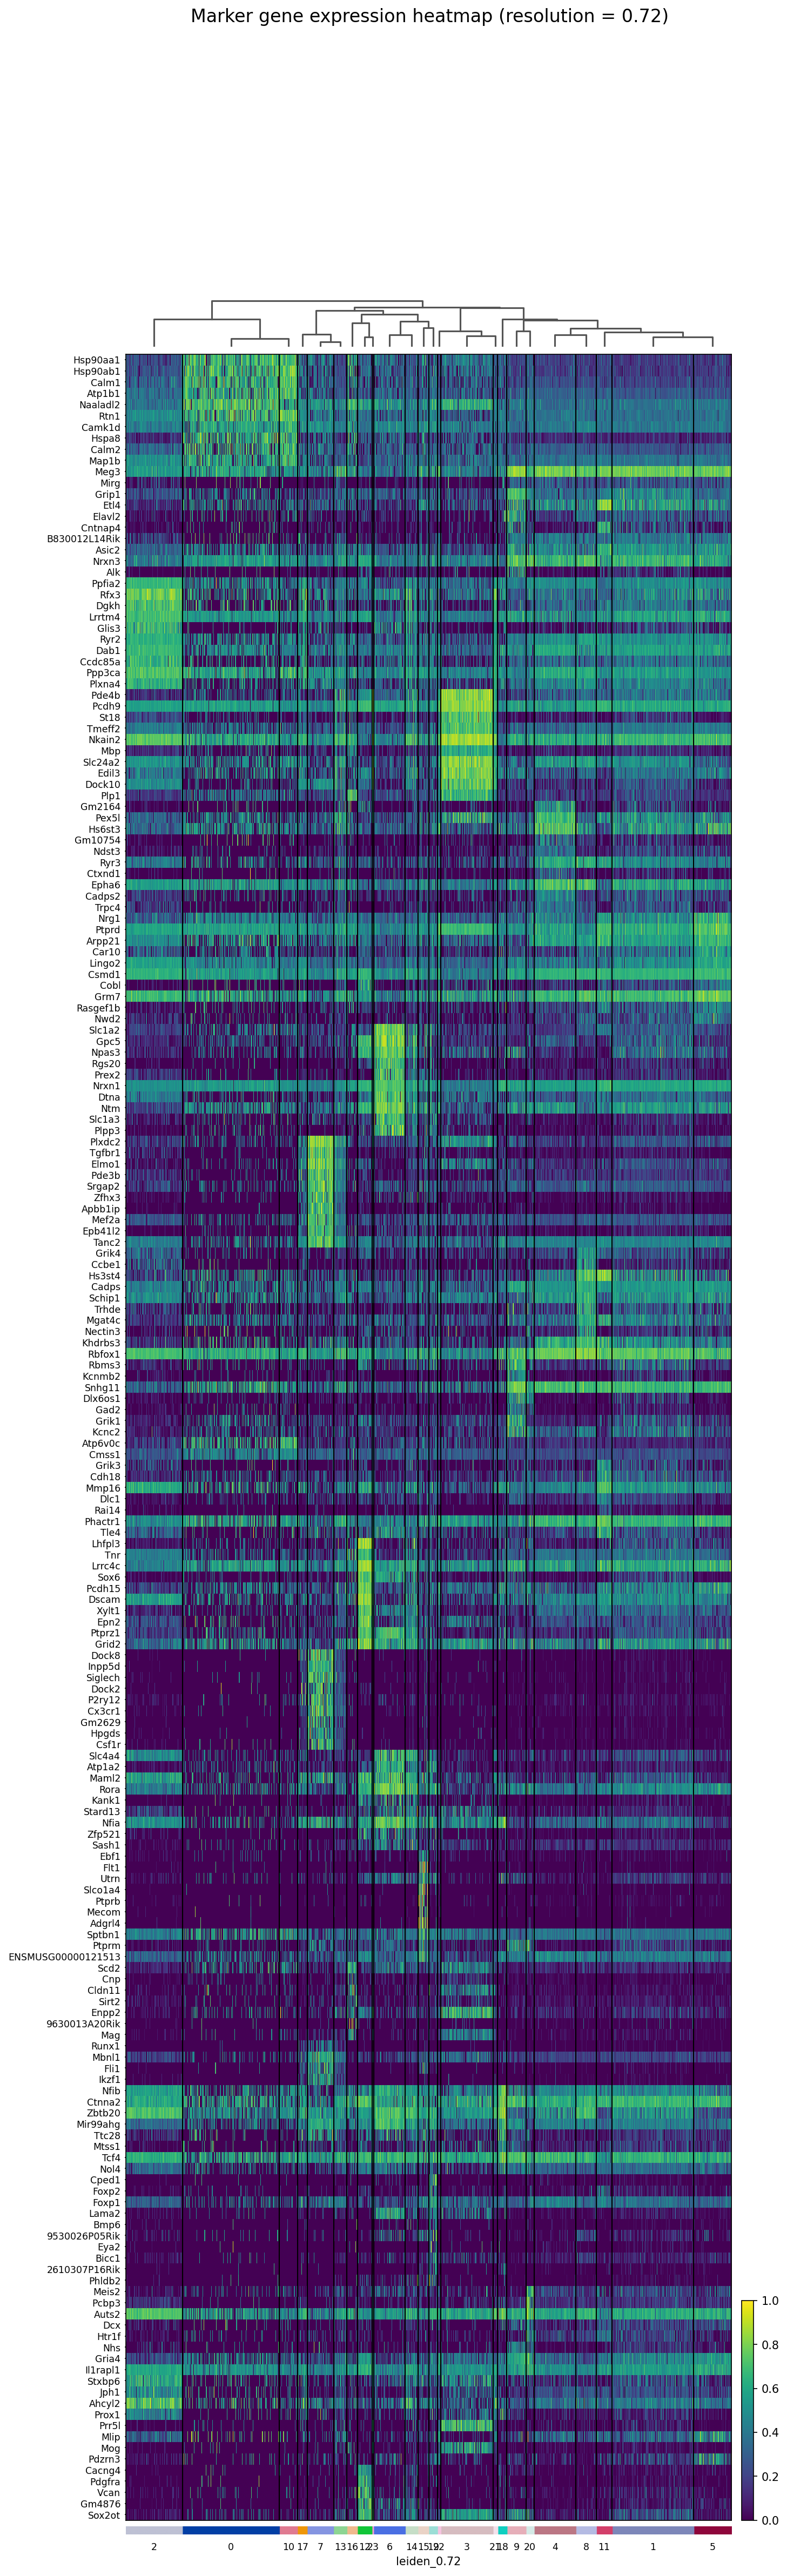 Marker gene expression heatmap (resolution = 0.72)
Hsp90aa1
Hsp90ab1
Calm1
Atp1b1
Naaladl2
Rtn1
Camk1d
Hspa8
Calm2
Map1b
Meg3
Mirg
Grip1
Etl4
Elavl2
Cntnap4
B830012L14Rik
Asic2
Nrxn3
Alk
Ppfia2
Rfx3
Dgkh
Lrrtm4
Glis3
Ryr2
Dab1
Ccdc85a
Ppp3ca
Plxna4
Pde4b
Pcdh9
St18
Tmeff2
Nkain2
Mbp
Slc24a2
Edil3
Dock10
Plp1
Gm2164
Pex5l
Hs6st3
Gm10754
Ndst3
Ryr3
Ctxnd1
Epha6
Cadps2
Trpc4
Nrg1
Ptprd
Arpp21
Car10
Lingo2
Csmd1
Cobl
Grm7
Rasgef1b
Nwd2
Slc1a2
Gpc5
Npas3
Rgs20
Prex2
Nrxn1
Dtna
Ntm
Slc1a3
Plpp3
Plxdc2
Tgfbr1
Elmo1
Pde3b
Srgap2
Zfhx3
Apbb1ip
Mef2a
Epb41l2
Tanc2
Grik4
Ccbe1
Hs3st4
Cadps
Schip1
Trhde
Mgat4c
Nectin3
Khdrbs3
Rbfox1
Rbms3
Kcnmb2
Snhg11
Dlx6os1
Gad2
Grik1
Kcnc2
Atp6v0c
Cmss1
Grik3
Cdh18
Mmp16
Dlc1
Rai14
Phactr1
Tle4
Lhfpl3
Tnr
Lrrc4c
Sox6
Pcdh15
Dscam
Xylt1
Epn2
Ptprz1
Grid2
Dock8
Inpp5d
Siglech
Dock2
P2ry12
Cx3cr1
Gm2629
Hpgds
Csf1r
Slc4a4
Atp1a2
Maml2
Rora
Kank1
Stard13
Nfia
Zfp521
Sash1
Ebf1
Flt1
Utrn
Slco1a4
Ptprb
Mecom
Adgrl4
Sptbn1
Ptprm
ENSMUSG00000121513
Scd2
Cnp
Cldn11
Sirt2
Enpp2
9630013A20Rik
Mag
Runx1
Mbnl1
Fli1
Ikzf1
Nfib
Ctnna2
Zbtb20
Mir99ahg
Ttc28
Mtss1
Tcf4
Nol4
Cped1
Foxp2
Foxp1
Lama2
Bmp6
9530026P05Rik
Eya2
Bicc1
2610307P16Rik
Phldb2
Meis2
Pcbp3
Auts2
Dcx
Htr1f
Nhs
Gria4
Il1rapl1
Stxbp6
Jph1
Ahcyl2
Prox1
Prr5l
Mlip
Mog
Pdzrn3
Cacng4
Pdgfra
Vcan
Gm4876
Sox2ot
1.0
0.8
0.6
0.4
0.2
0.0
2 0 10 17 7 13 16 12 23 6 14 15 19 22 3 21 18 9 20 4 8 11 1 5
leiden_0.72